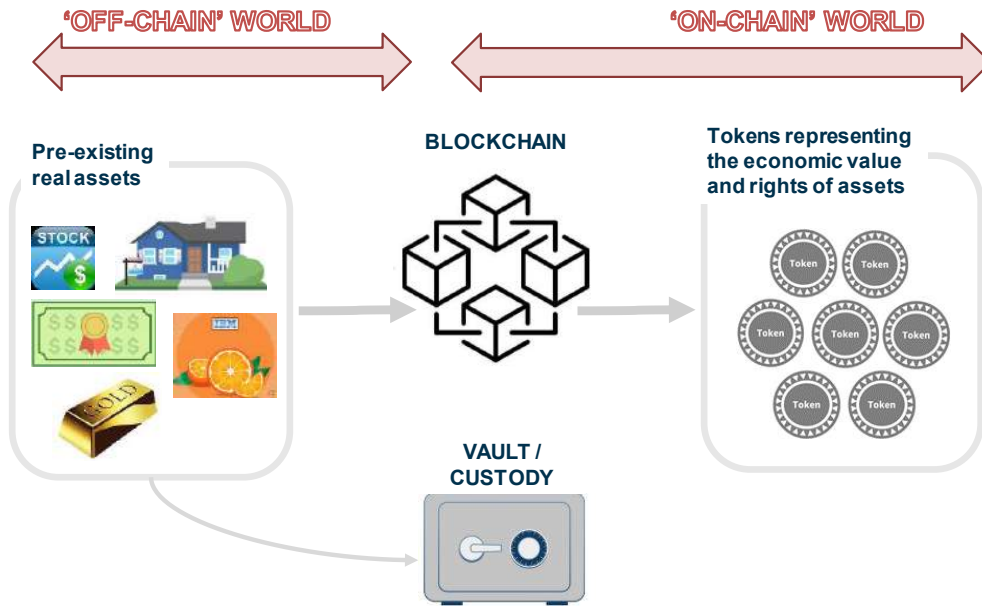 ‘OFF-CHAIN’ WORLD
‘ON-CHAIN’ WORLD
Pre-existing
real assets
BLOCKCHAIN
Tokens representing
the economic value
and rights of assets
STOCK
$
$$ $$
$$ $$
IBM
GOLD
Token
Token
Token
Token
Token
Token
Token
VAULT /
CUSTODY